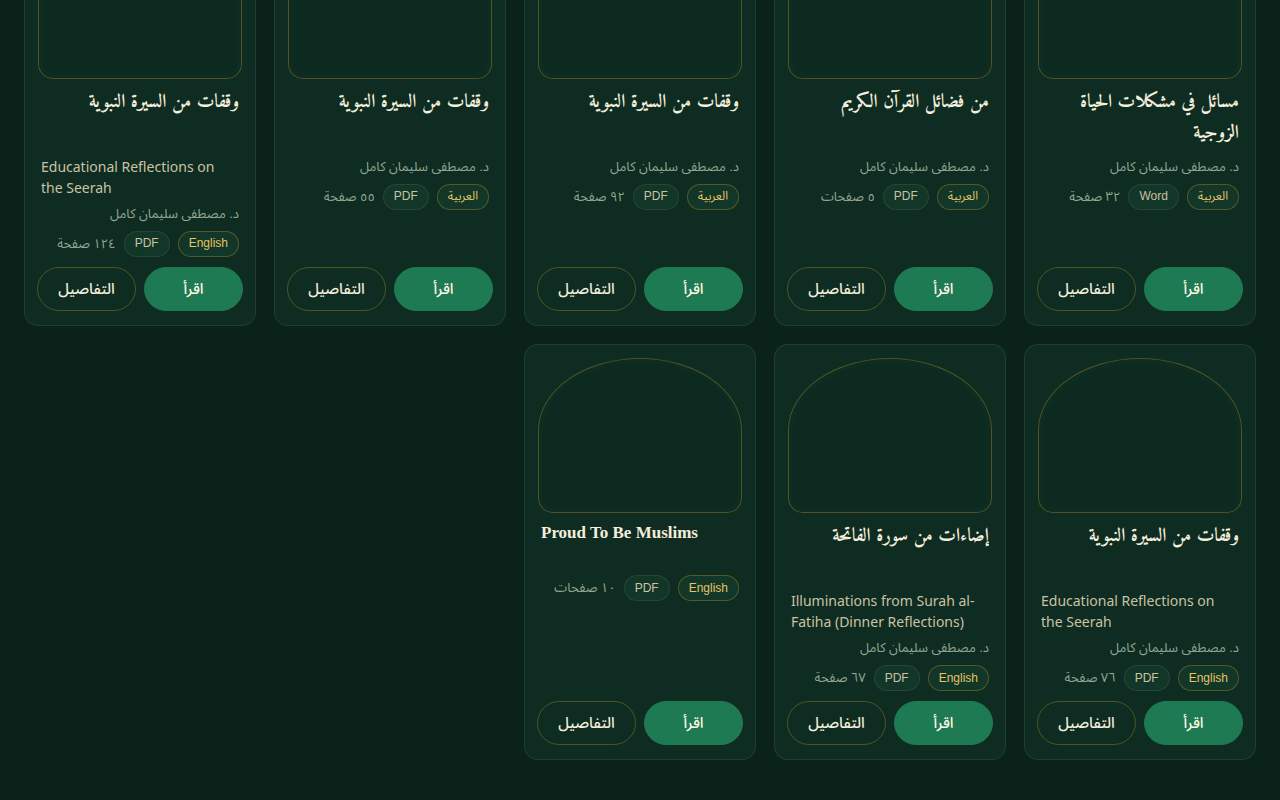 مسائل في مشكلات الحياة
الزوجية
د. مصطفى سليمان كامل
العربية Word ٣٢ صفحة
اقرأ التفاصيل
من فضائل القرآن الكريم
د. مصطفى سليمان كامل
العربية PDF ٥ صفحات
اقرأ التفاصيل
وقفات من السيرة النبوية
د. مصطفى سليمان كامل
العربية PDF ٩٢ صفحة
اقرأ التفاصيل
وقفات من السيرة النبوية
د. مصطفى سليمان كامل
العربية PDF ٥٥ صفحة
اقرأ التفاصيل
وقفات من السيرة النبوية
Educational Reflections on
the Seerah
د. مصطفى سليمان كامل
English PDF ١٢٤ صفحة
اقرأ التفاصيل
وقفات من السيرة النبوية
Educational Reflections on
the Seerah
د. مصطفى سليمان كامل
English PDF ٧٦ صفحة
اقرأ التفاصيل
إضاءات من سورة الفاتحة
Illuminations from Surah al-
Fatiha (Dinner Reflections)
د. مصطفى سليمان كامل
English PDF ٦٧ صفحة
اقرأ التفاصيل
Proud To Be Muslims
English PDF ١٠ صفحات
اقرأ التفاصيل